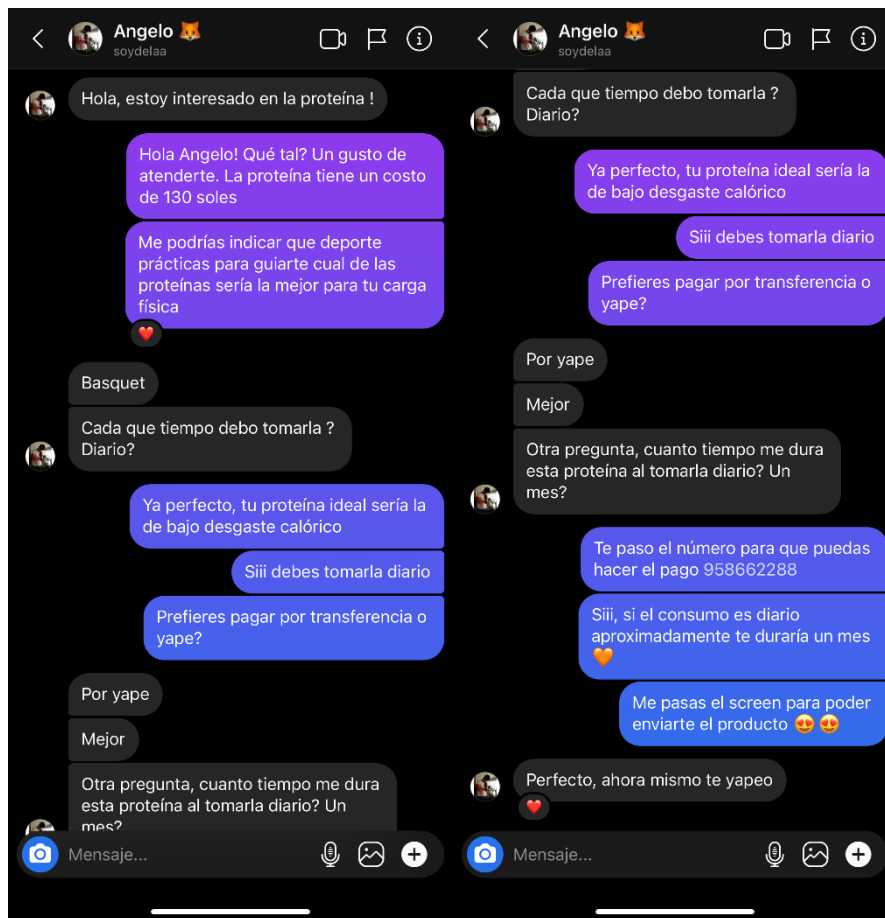 Angelo 🦊
soydelaa
Hola, estoy interesado en la proteína !
Hola Angelo! Qué tal? Un gusto de
atenderte. La proteína tiene un costo
de 130 soles
Me podrías indicar que deporte
prácticas para guiarte cual de las
proteínas sería la mejor para tu carga
física
❤️
Basquet
Cada que tiempo debo tomarla ?
Diario?
Ya perfecto, tu proteína ideal sería la
de bajo desgaste calórico
Siii debes tomarla diario
Prefieres pagar por transferencia o
yape?
Por yape
Mejor
Otra pregunta, cuanto tiempo me dura
esta proteína al tomarla diario? Un
mes?
Mensaje...
Angelo 🦊
soydelaa
Cada que tiempo debo tomarla ?
Diario?
Ya perfecto, tu proteína ideal sería la
de bajo desgaste calórico
Siii debes tomarla diario
Prefieres pagar por transferencia o
yape?
Por yape
Mejor
Otra pregunta, cuanto tiempo me dura
esta proteína al tomarla diario? Un
mes?
Te paso el número para que puedas
hacer el pago 958662288
Siii, si el consumo es diario
aproximadamente te duraría un mes
🧡
Me pasas el screen para poder
enviarte el producto 😍 😍
Perfecto, ahora mismo te yapeo
❤️
Mensaje...